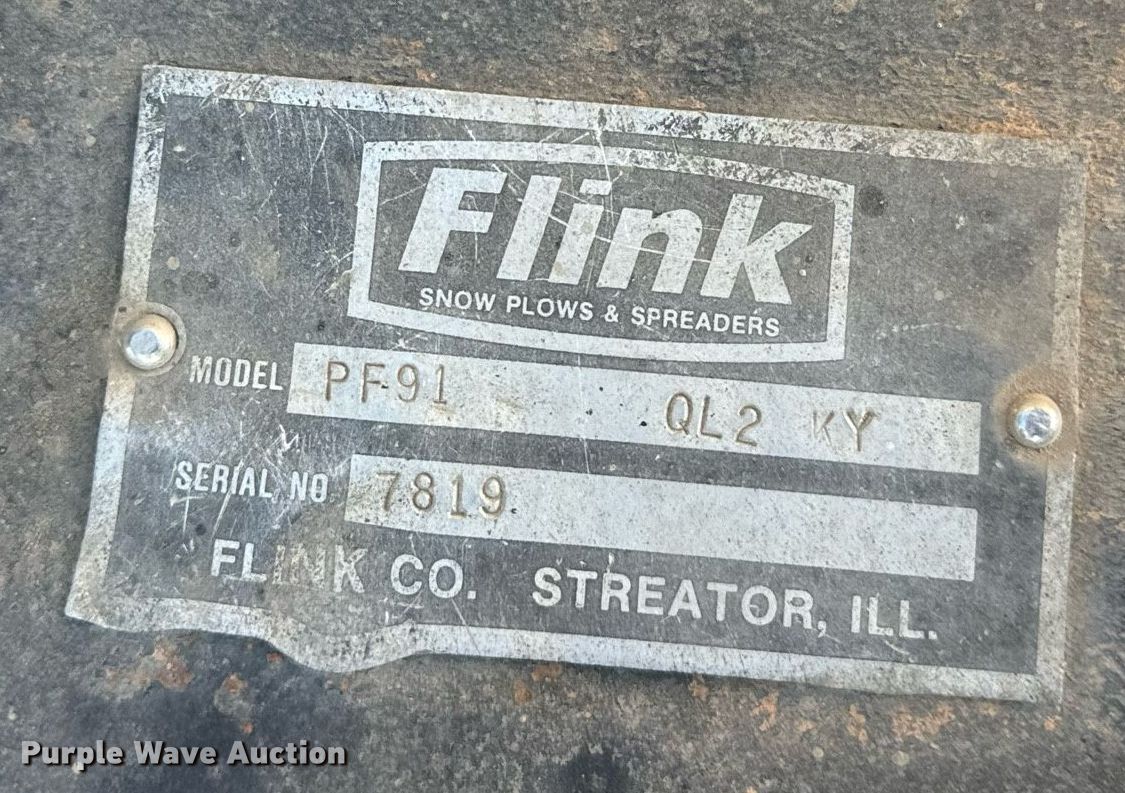 Flink
SNOW PLOWS & SPREADERS
MODEL PF91 QL2 KY
SERIAL NO 7819
FLINK CO. STREATOR, ILL.
Purple Wave Auction